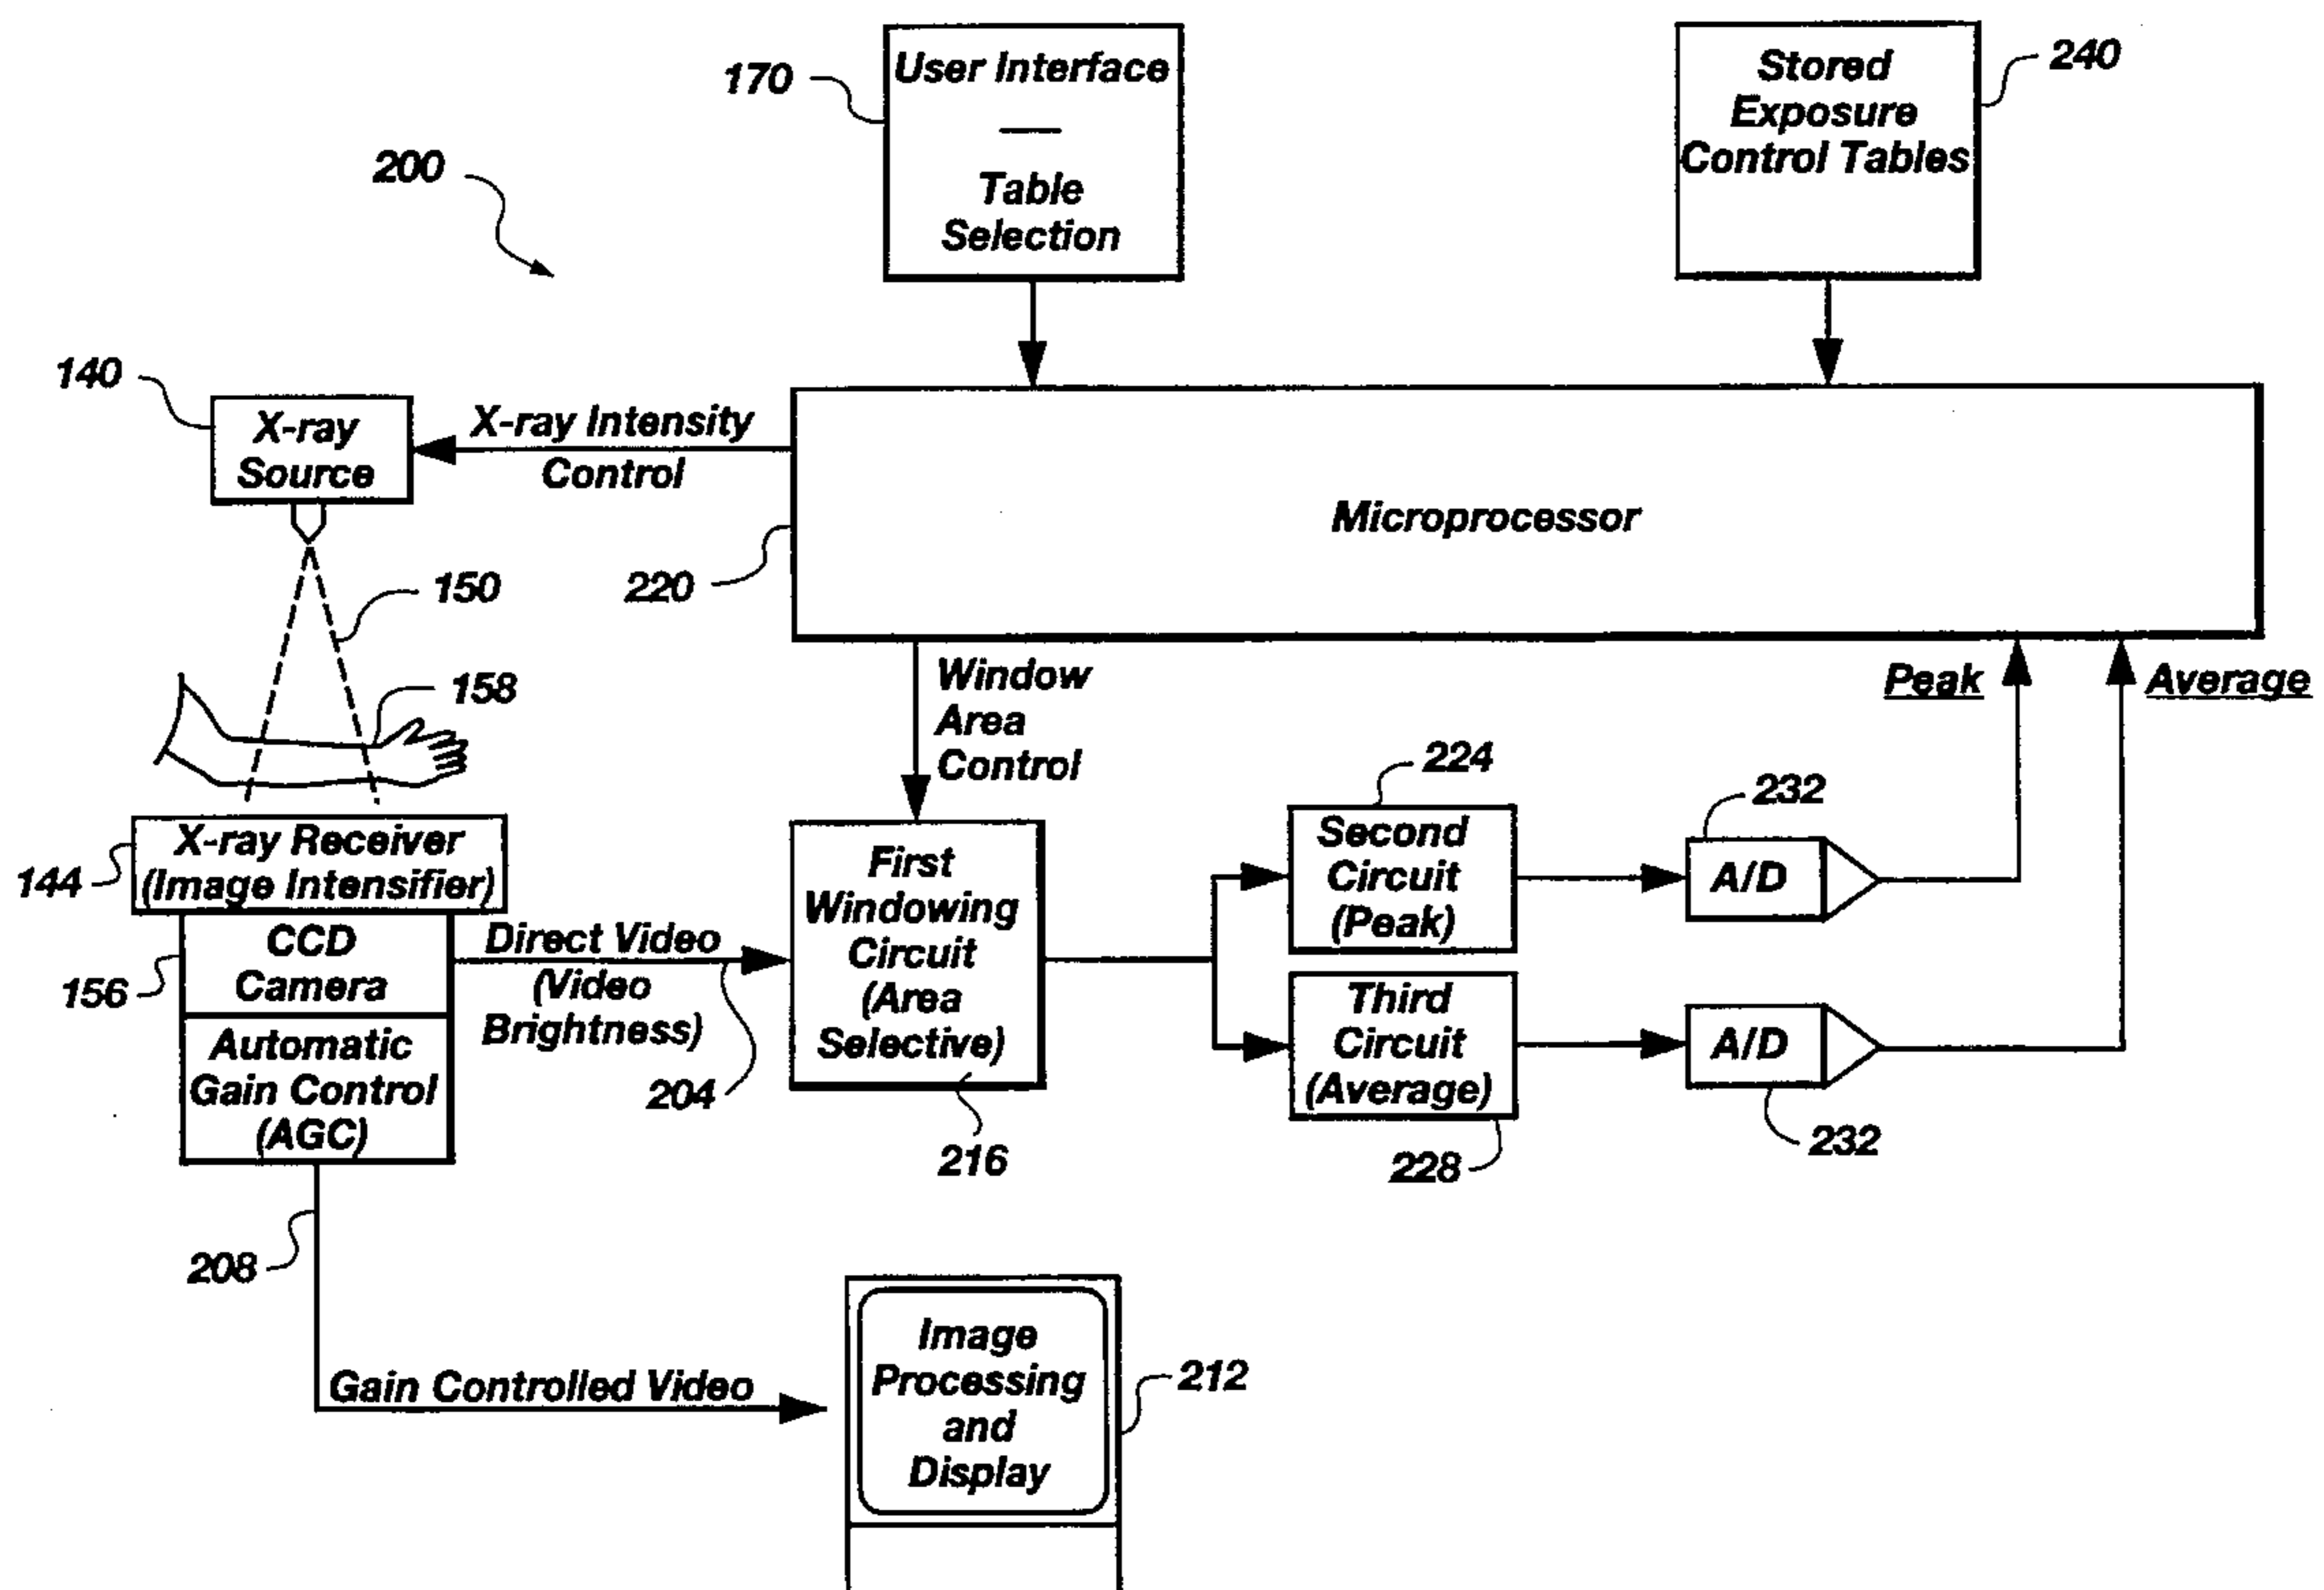 170
User Interface
Table
Selection
Stored
Exposure
Control Tables
240
200
140
X-ray
Source
X-ray Intensity
Control
Microprocessor
220
150
158
Window
Area
Control
Peak
Average
144
X-ray Receiver
(Image Intensifier)
CCD
Camera
156
Automatic
Gain Control
(AGC)
Direct Video
(Video
Brightness)
204
First
Windowing
Circuit
(Area
Selective)
216
224
Second
Circuit
(Peak)
232
A/D
Third
Circuit
(Average)
228
A/D
232
208
Gain Controlled Video
Image
Processing
and
Display
212